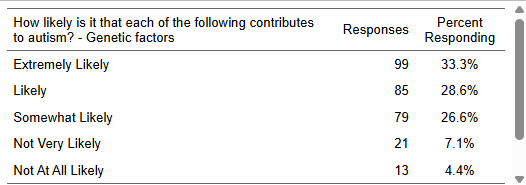 How likely is it that each of the following contributes to autism? - Genetic factors Responses Percent Responding
Extremely Likely 99 33.3%
Likely 85 28.6%
Somewhat Likely 79 26.6%
Not Very Likely 21 7.1%
Not At All Likely 13 4.4%